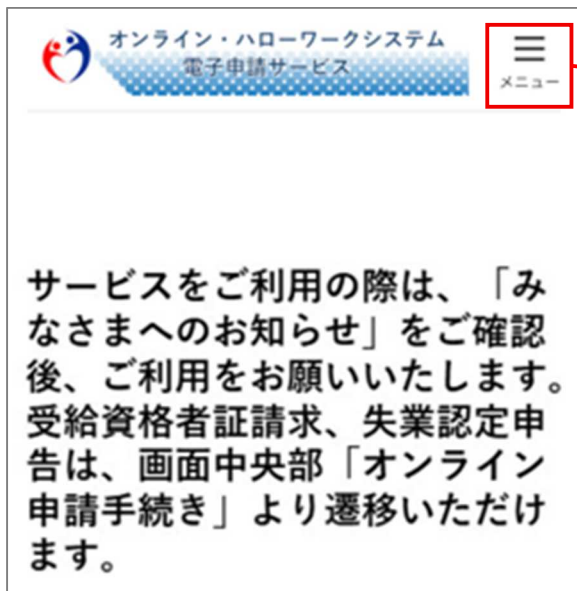 オンライン・ハローワークシステム
電子申請サービス
メニュー
サービスをご利用の際は、「み
なさまへのお知らせ」をご確認
後、ご利用をお願いいたします。
受給資格者証請求、失業認定申
告は、画面中央部「オンライン
申請手続き」より遷移いただけ
ます。